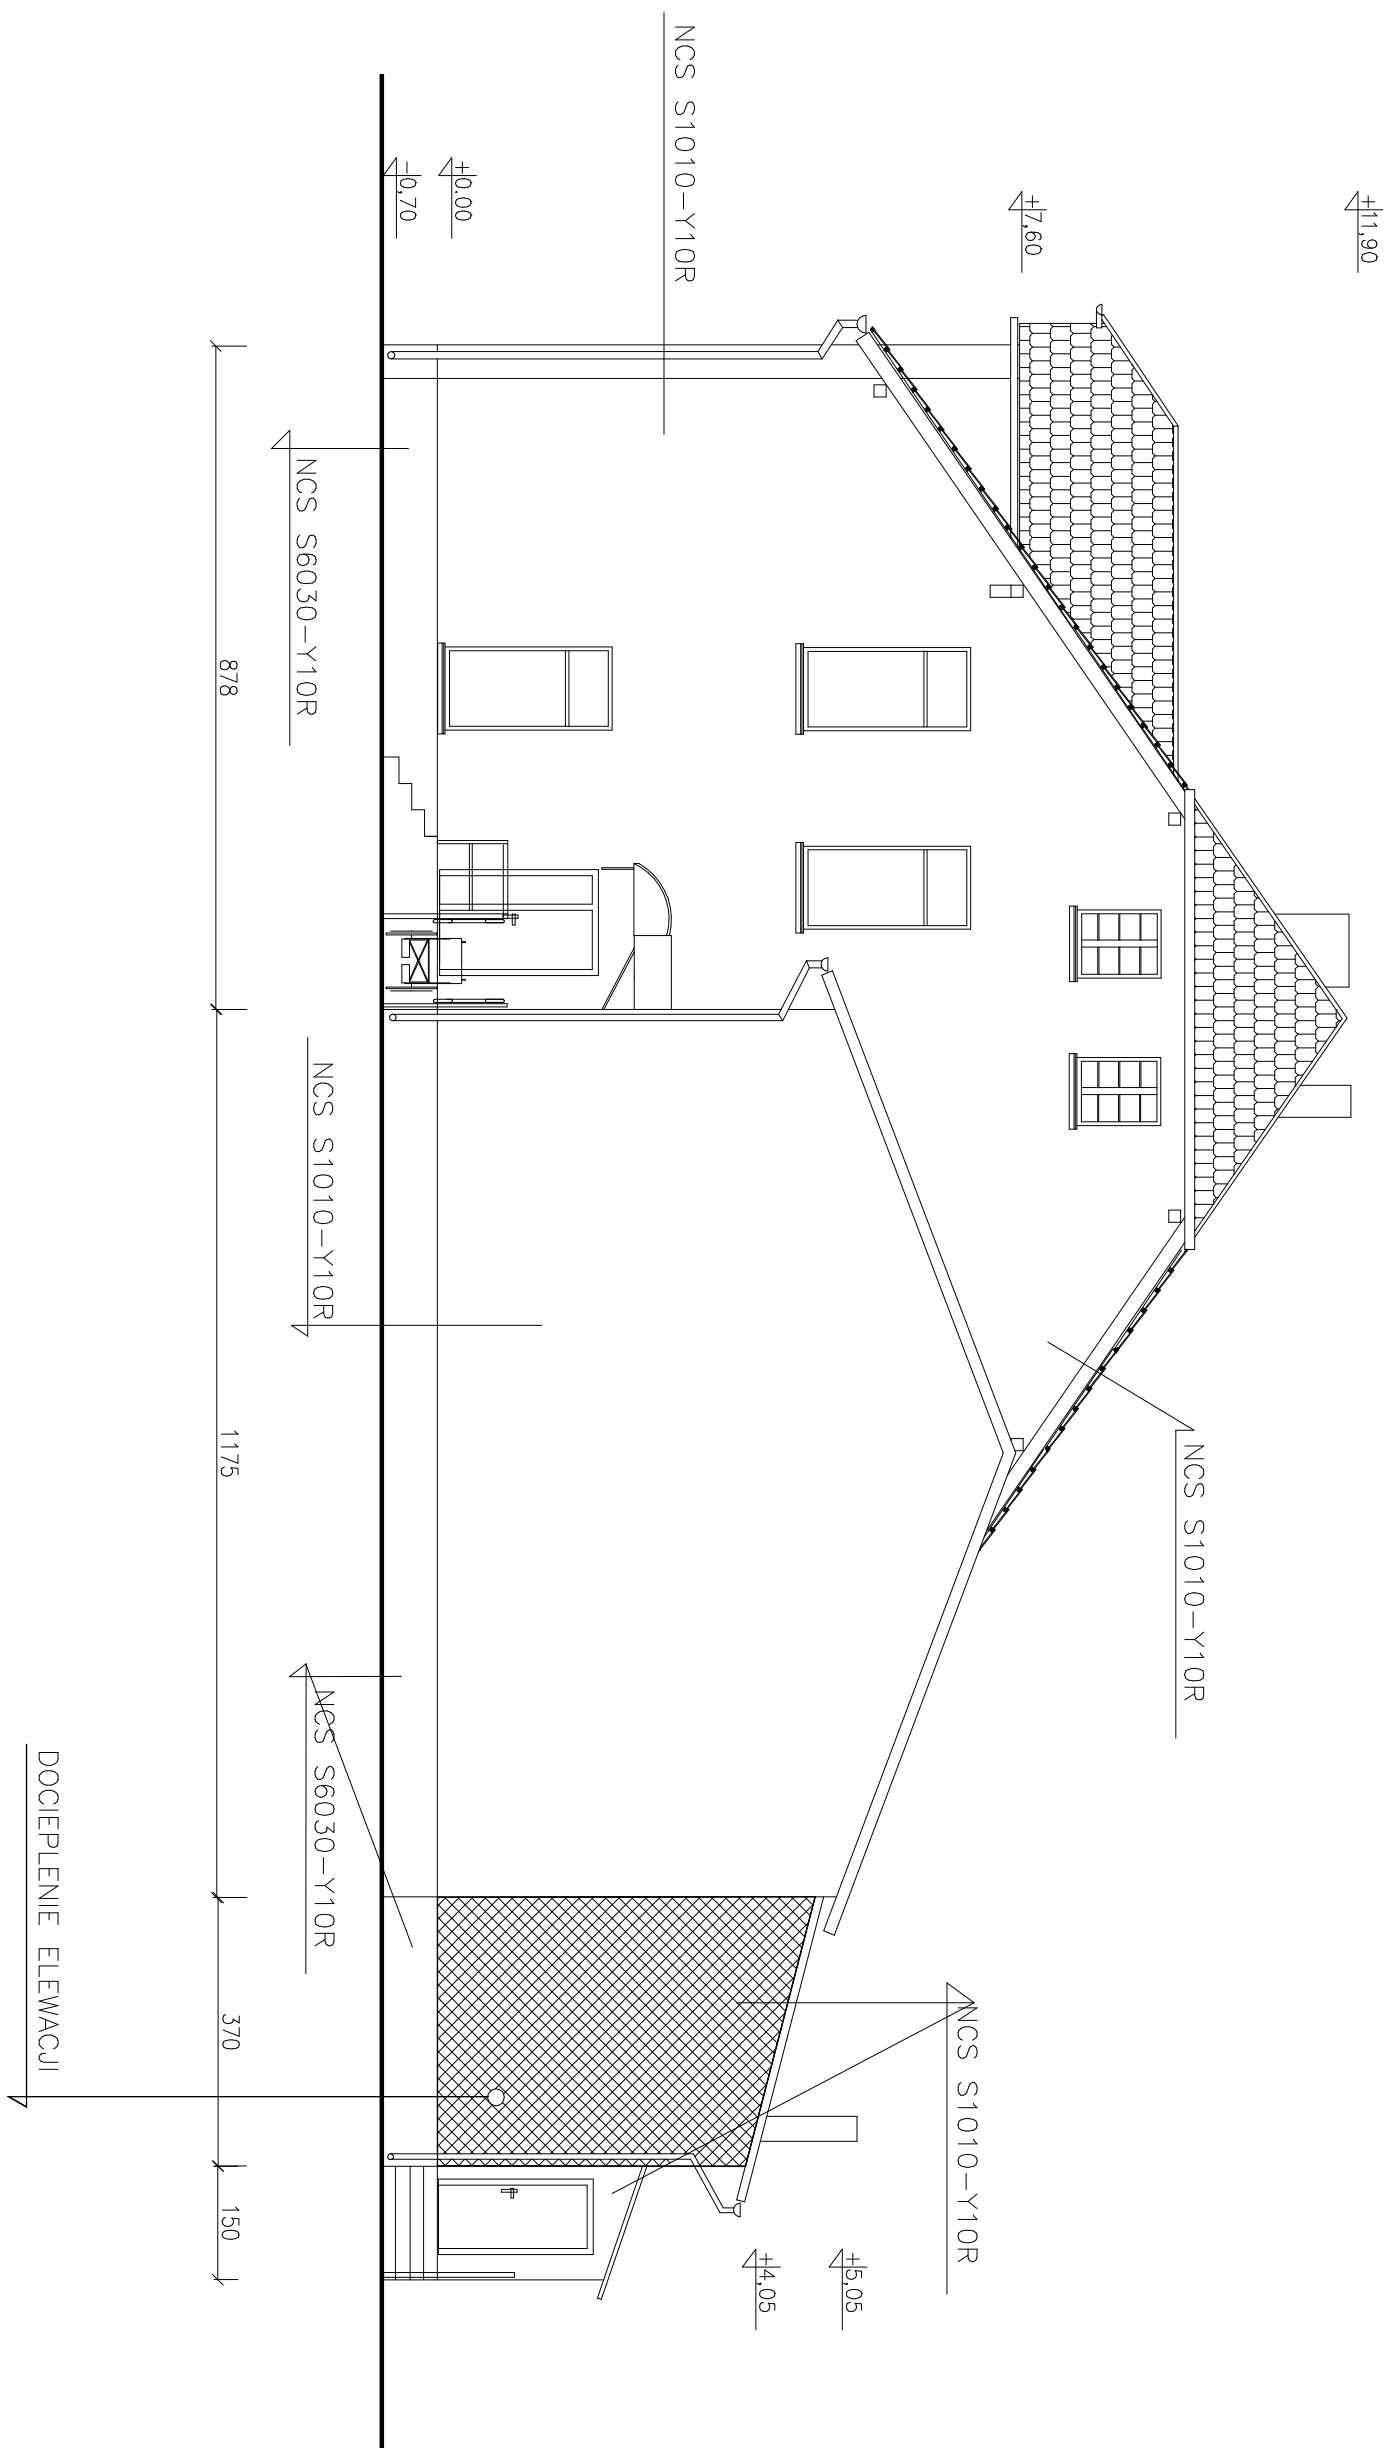 +11,90
+7,60
NCS S1010-Y10R
+0.00
-0,70
NCS S1010-Y10R
NCS S1010-Y10R
+5,05
+4,05
NCS S6030-Y10R
NCS S1010-Y10R
NCS S6030-Y10R
878
1175
370
150
DOCIEPLENIE ELEWACJI